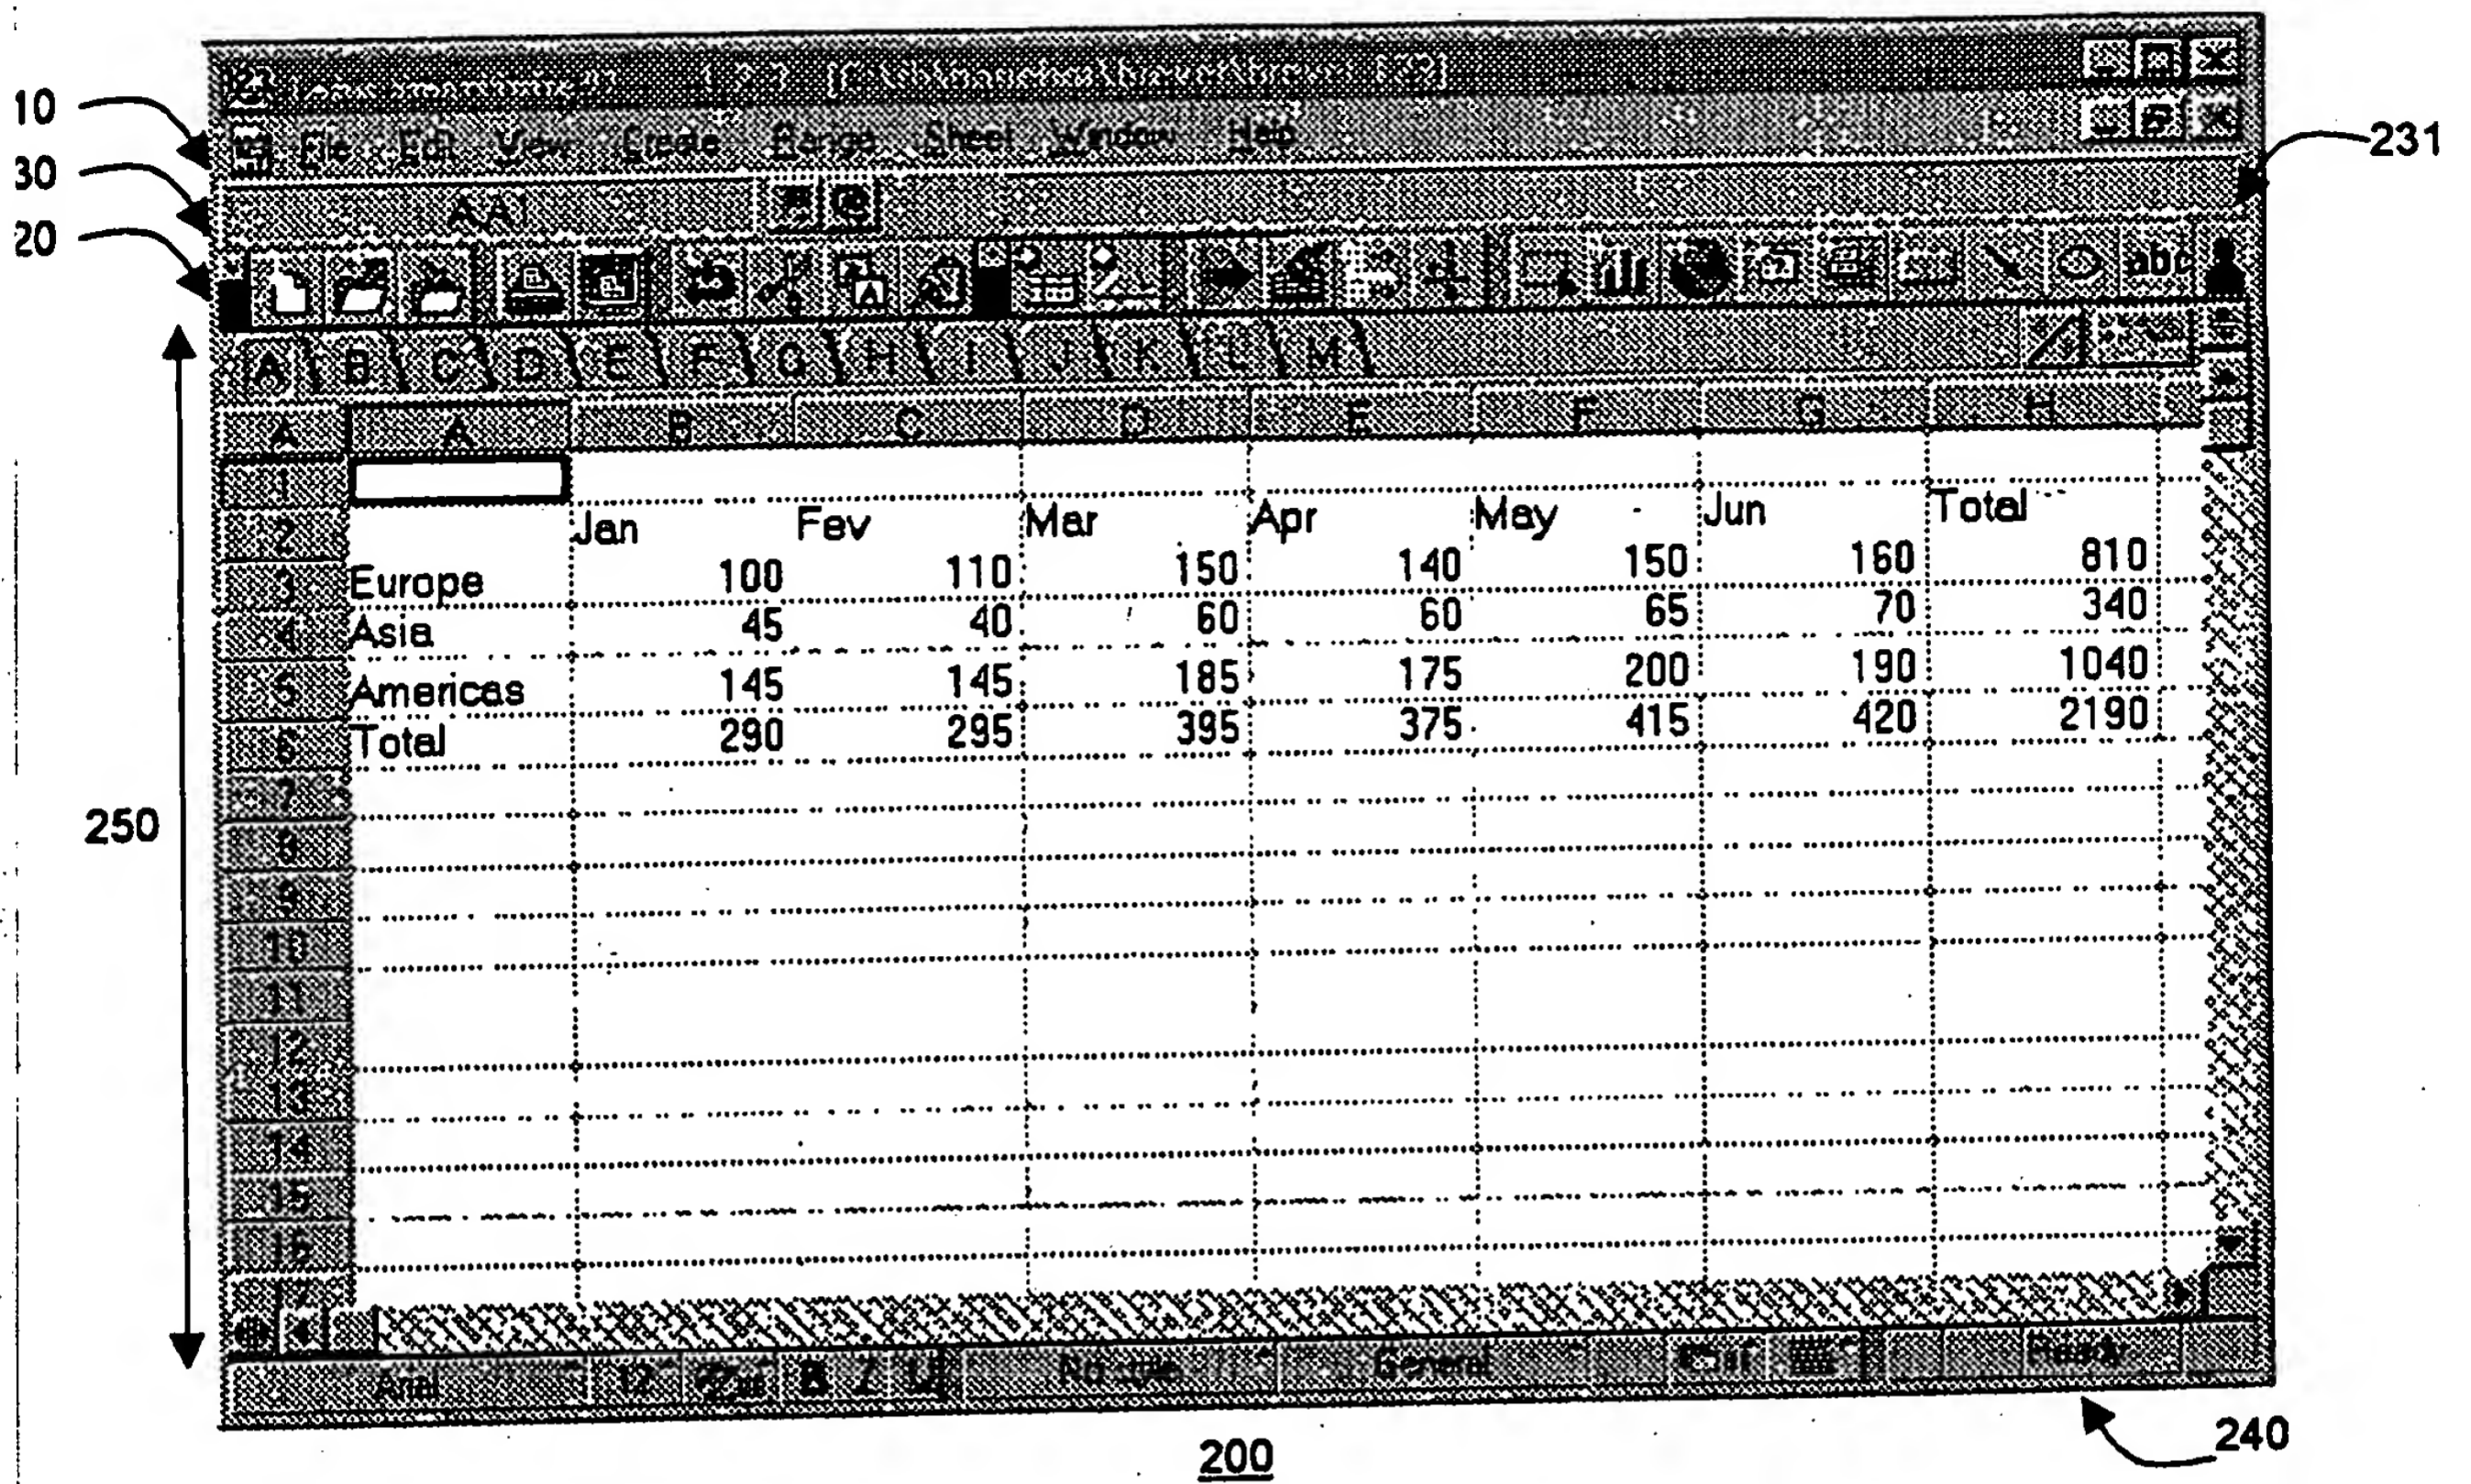 10
30
20
231
File Edit View Create Range Sheet Window Help
A:A1
abc
A B C D E F G H I J K L M
A A B C D E F G H
1
2 Jan Fev Mar Apr May Jun Total
3 Europe 100 110 150 140 150 160 810
4 Asia 45 40 60 60 65 70 340
5 Americas 145 145 185 175 200 190 1040
6 Total 290 295 395 375 415 420 2190
7
8
9
10
11
12
13
14
15
16
250
Arial 12 B I U No style General Ready
240
200